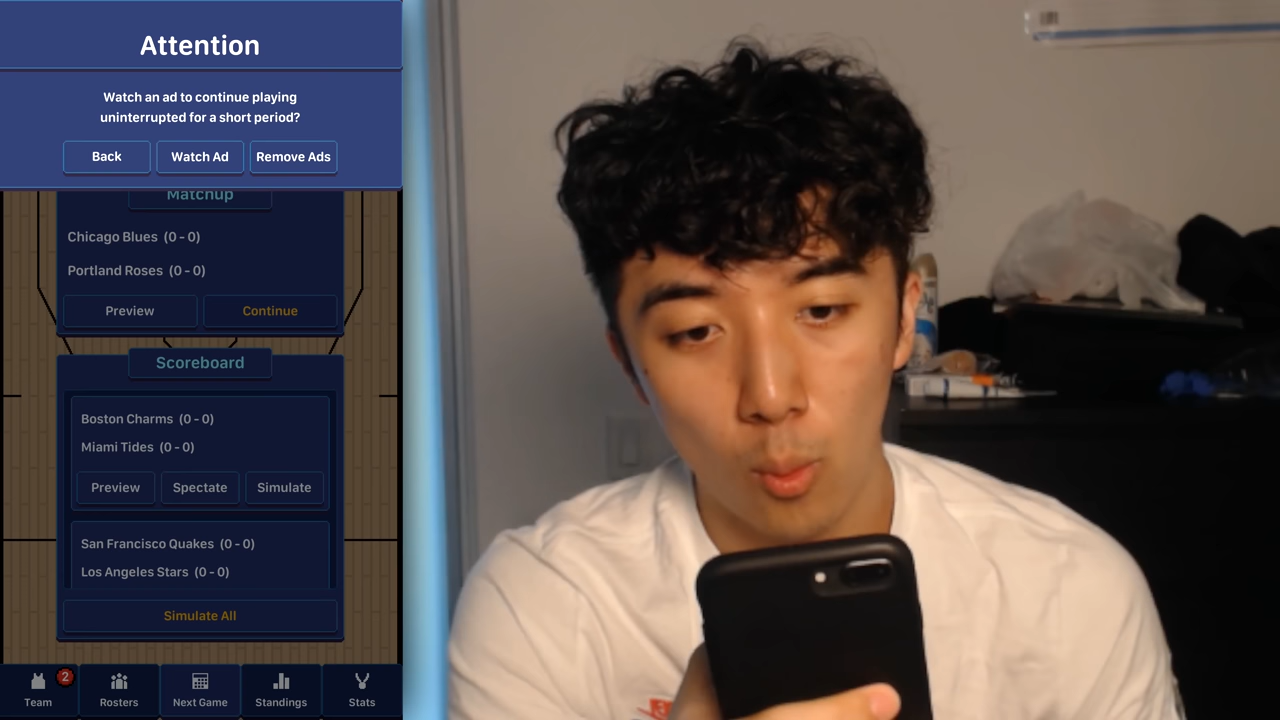 Attention
Watch an ad to continue playing
uninterrupted for a short period?
Back Watch Ad Remove Ads
Matchup
Chicago Blues (0 - 0)
Portland Roses (0 - 0)
Preview Continue
Scoreboard
Boston Charms (0 - 0)
Miami Tides (0 - 0)
Preview Spectate Simulate
San Francisco Quakes (0 - 0)
Los Angeles Stars (0 - 0)
Simulate All
2
Team Rosters Next Game Standings Stats